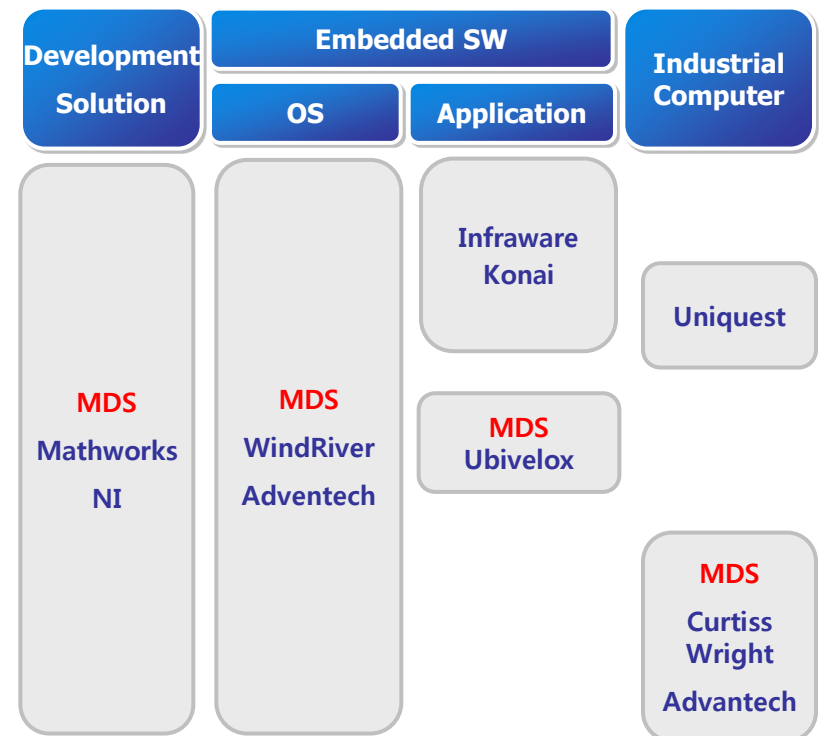 Development
Solution
Embedded SW
OS
Application
Industrial
Computer
MDS
Mathworks
NI
MDS
WindRiver
Adventech
Infraware
Konai
MDS
Ubivelox
Uniquest
MDS
Curtiss
Wright
Advantech